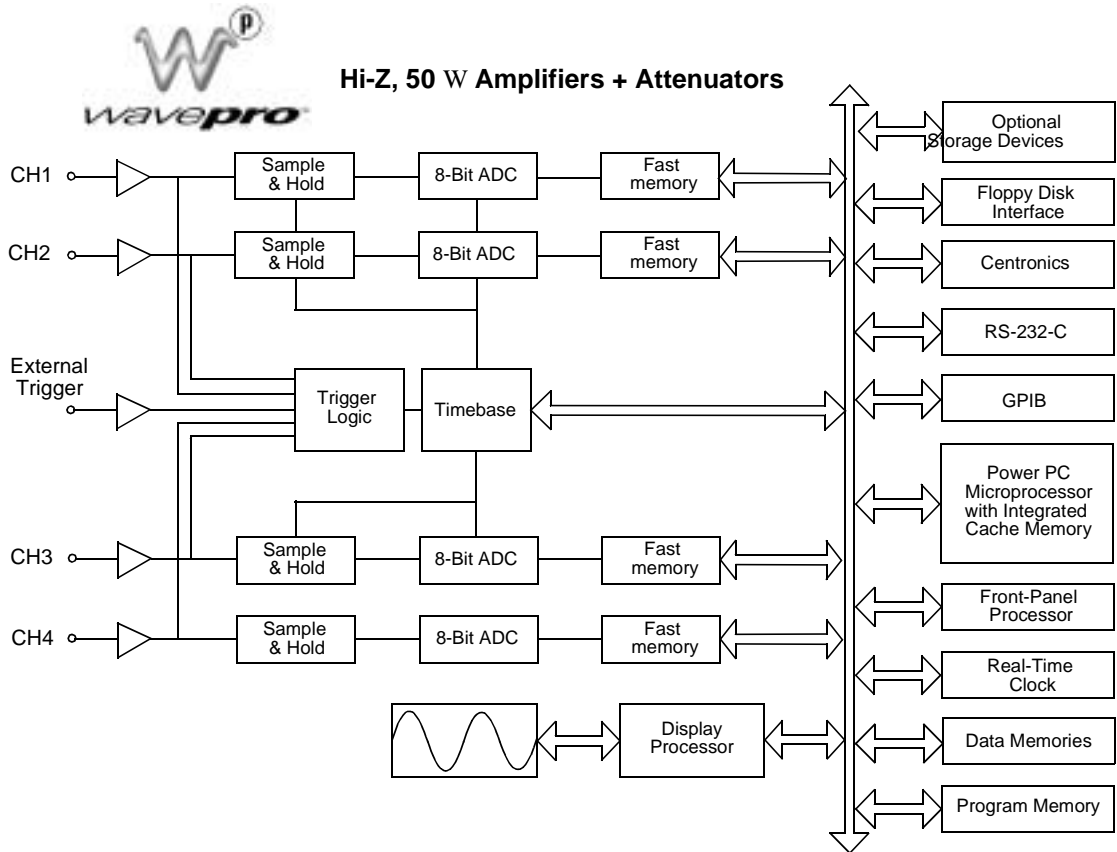 p
W
wavepro
Hi-Z, 50 W Amplifiers + Attenuators
CH1
Sample
& Hold
8-Bit ADC
Fast
memory
CH2
Sample
& Hold
8-Bit ADC
Fast
memory
External
Trigger
Trigger
Logic
Timebase
CH3
Sample
& Hold
8-Bit ADC
Fast
memory
CH4
Sample
& Hold
8-Bit ADC
Fast
memory
Display
Processor
Optional
Storage Devices
Floppy Disk
Interface
Centronics
RS-232-C
GPIB
Power PC
Microprocessor
with Integrated
Cache Memory
Front-Panel
Processor
Real-Time
Clock
Data Memories
Program Memory